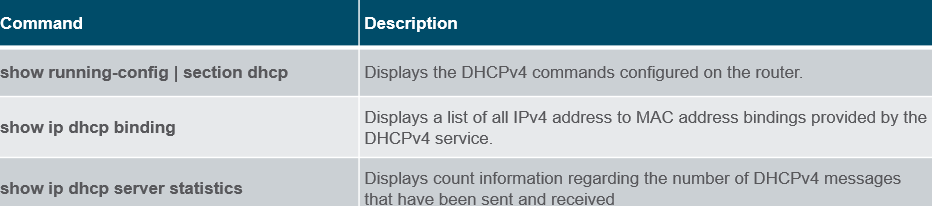 Command
Description
show running-config | section dhcp
Displays the DHCPv4 commands configured on the router.
show ip dhcp binding
Displays a list of all IPv4 address to MAC address bindings provided by the
DHCPv4 service.
show ip dhcp server statistics
Displays count information regarding the number of DHCPv4 messages
that have been sent and received